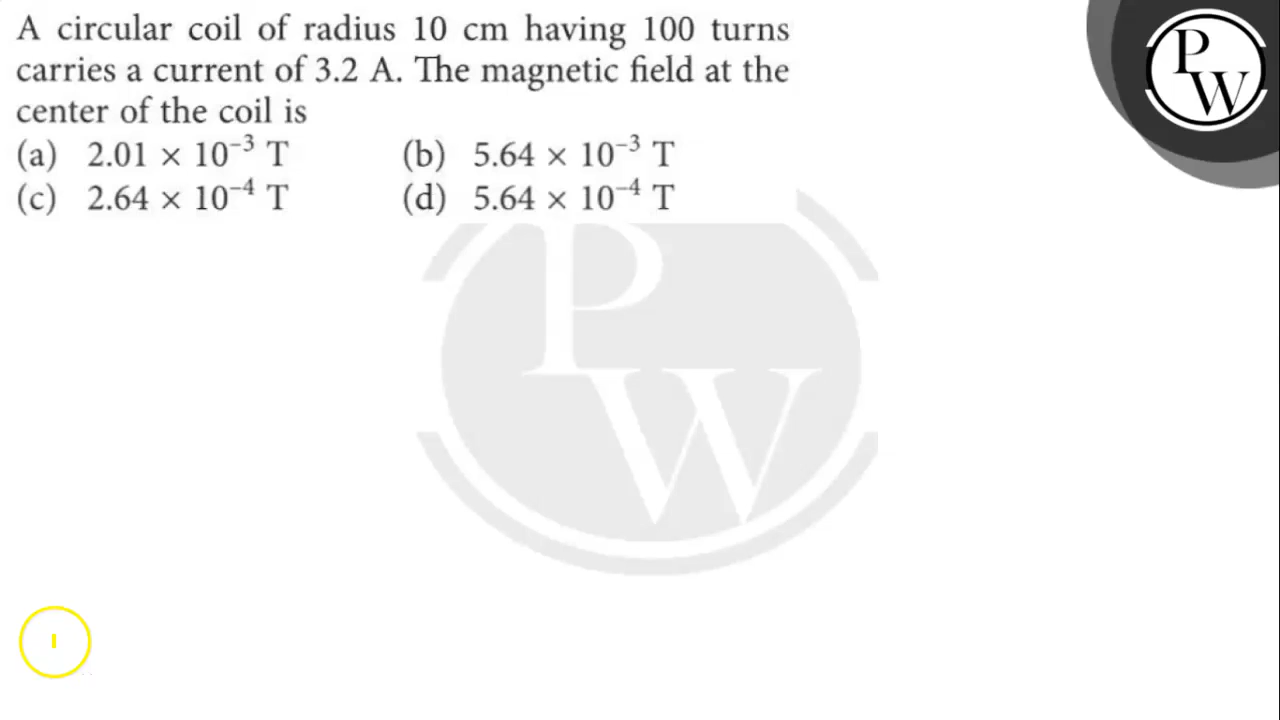 A circular coil of radius 10 cm having 100 turns
carries a current of 3.2 A. The magnetic field at the
center of the coil is
(a) 2.01 × 10⁻³ T (b) 5.64 × 10⁻³ T
(c) 2.64 × 10⁻⁴ T (d) 5.64 × 10⁻⁴ T
PW
PW